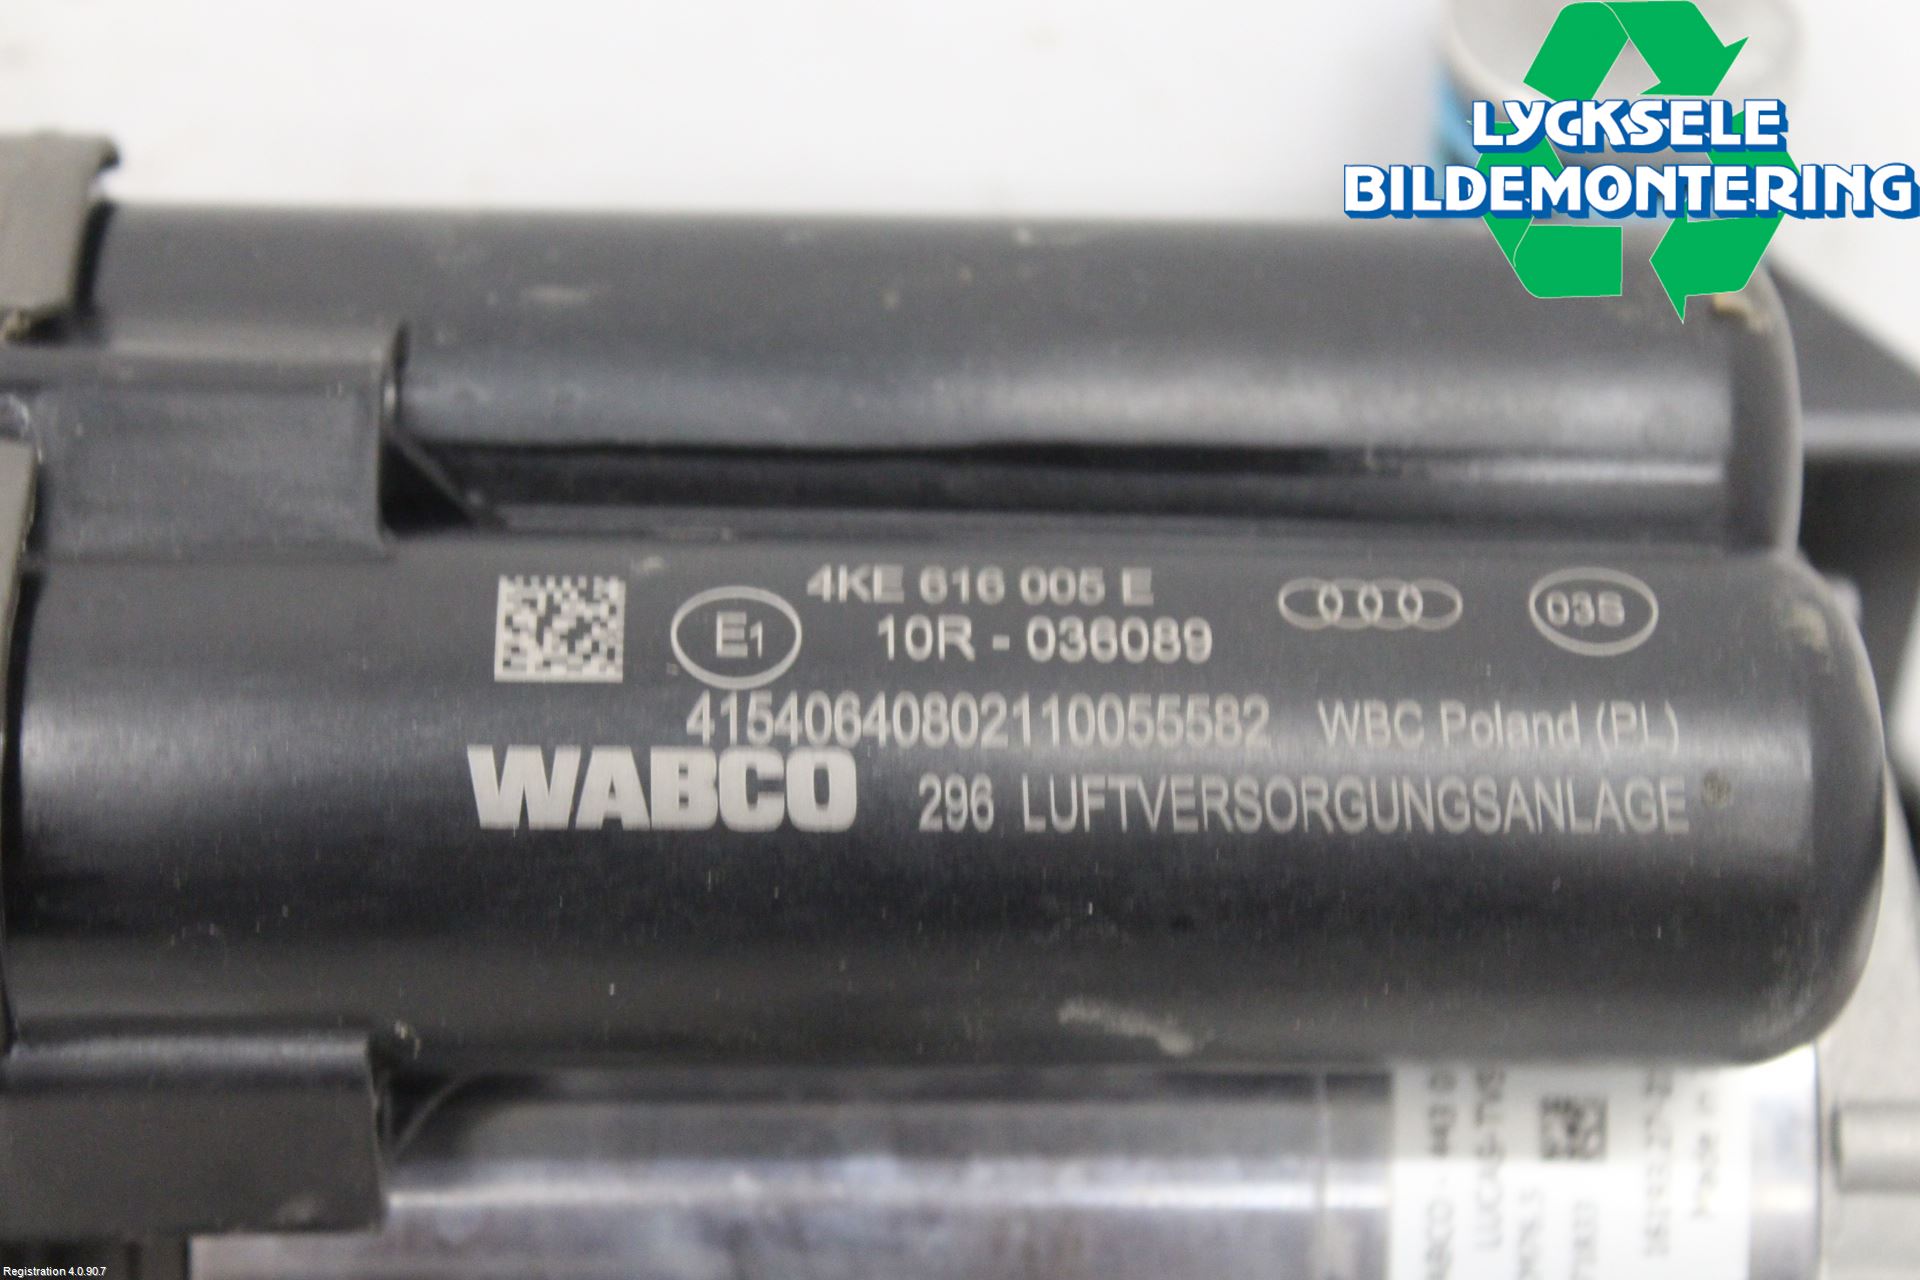 LYCKSELE
BILDEMONTERING
4KE 616 005 E
E1
10R - 036089
03S
41540640802110055582 WBC Poland (PL)
WABCO
296 LUFTVERSORGUNGSANLAGE
Registration 4.0.90.7